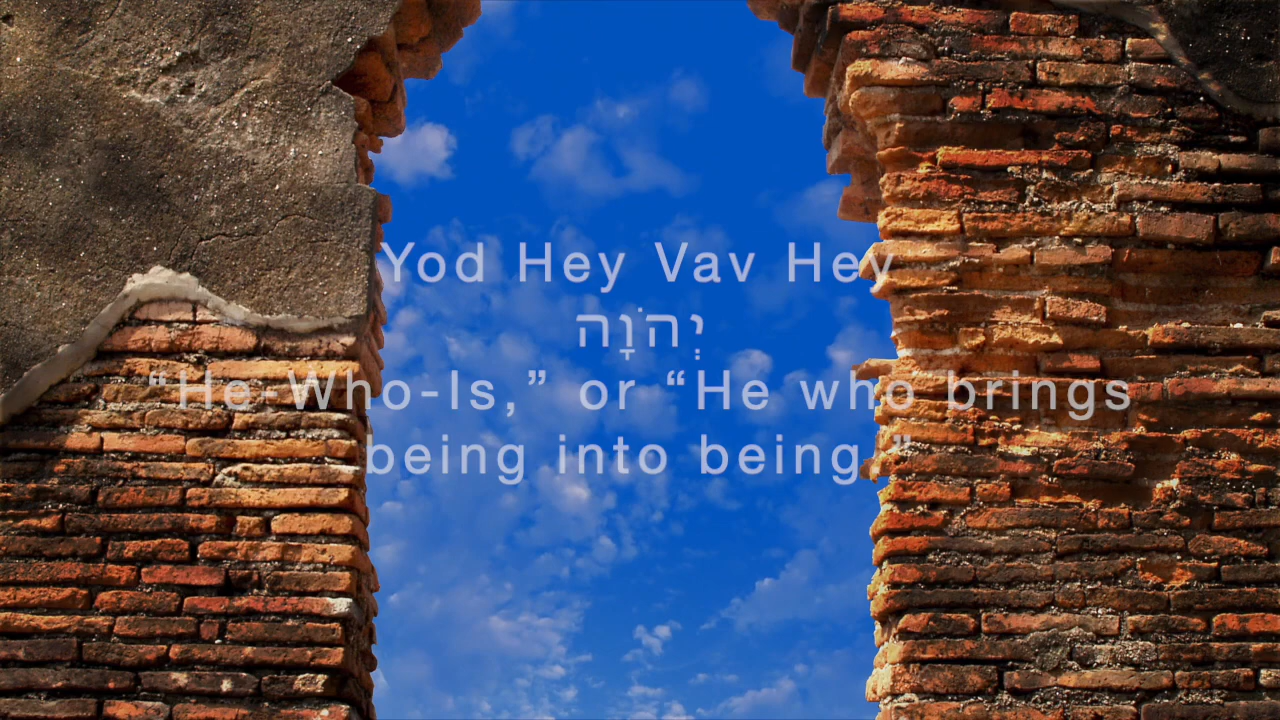 Yod Hey Vav Hey
יְהֹוָה
“He-Who-Is,” or “He who brings
being into being.”